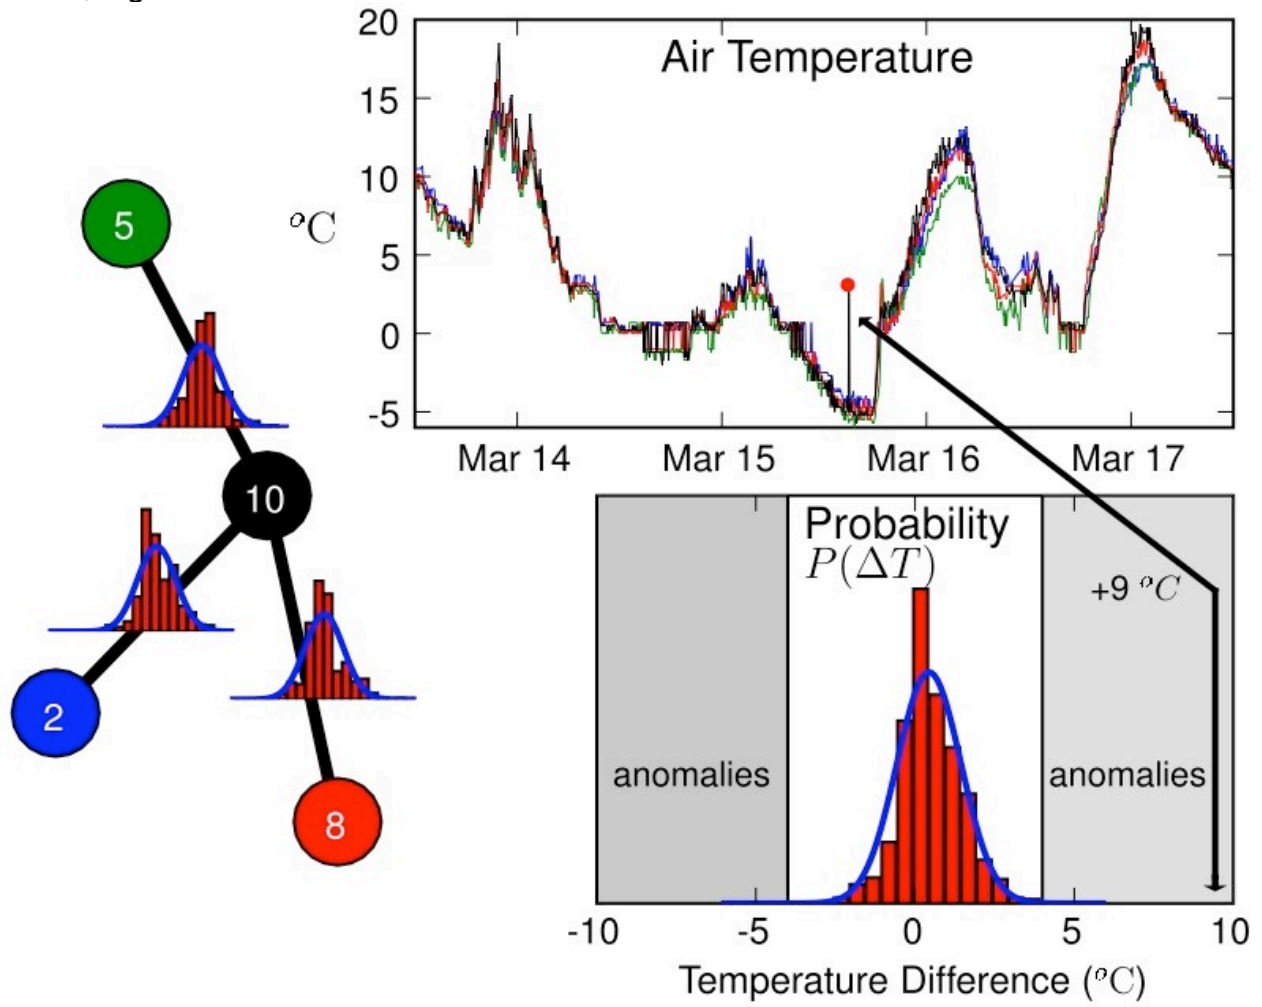 20
Air Temperature
15
10
5
0
-5
°C
Mar 14 Mar 15 Mar 16 Mar 17
5
10
2
8
Probability
P(ΔT)
+9 °C
anomalies
anomalies
-10 -5 0 5 10
Temperature Difference (°C)